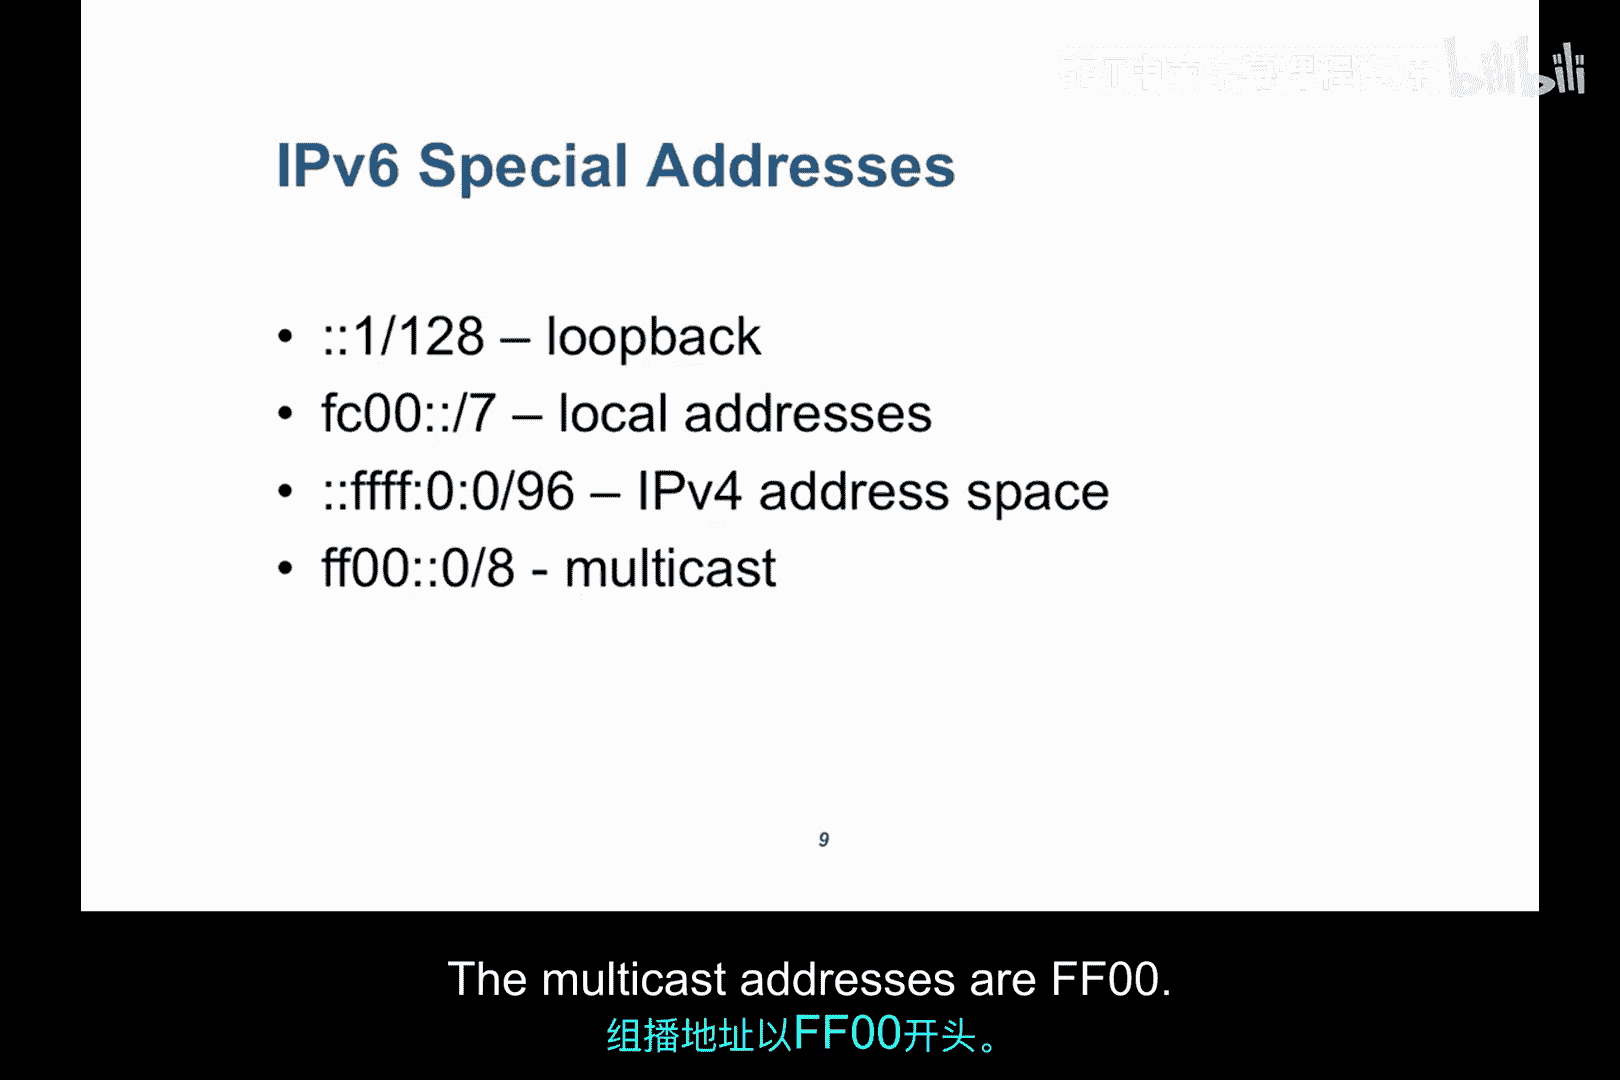 bilibili
IPv6 Special Addresses
• ::1/128 – loopback
• fc00::/7 – local addresses
• ::ffff:0:0/96 – IPv4 address space
• ff00::0/8 - multicast
9
The multicast addresses are FF00.
组播地址以FF00开头。